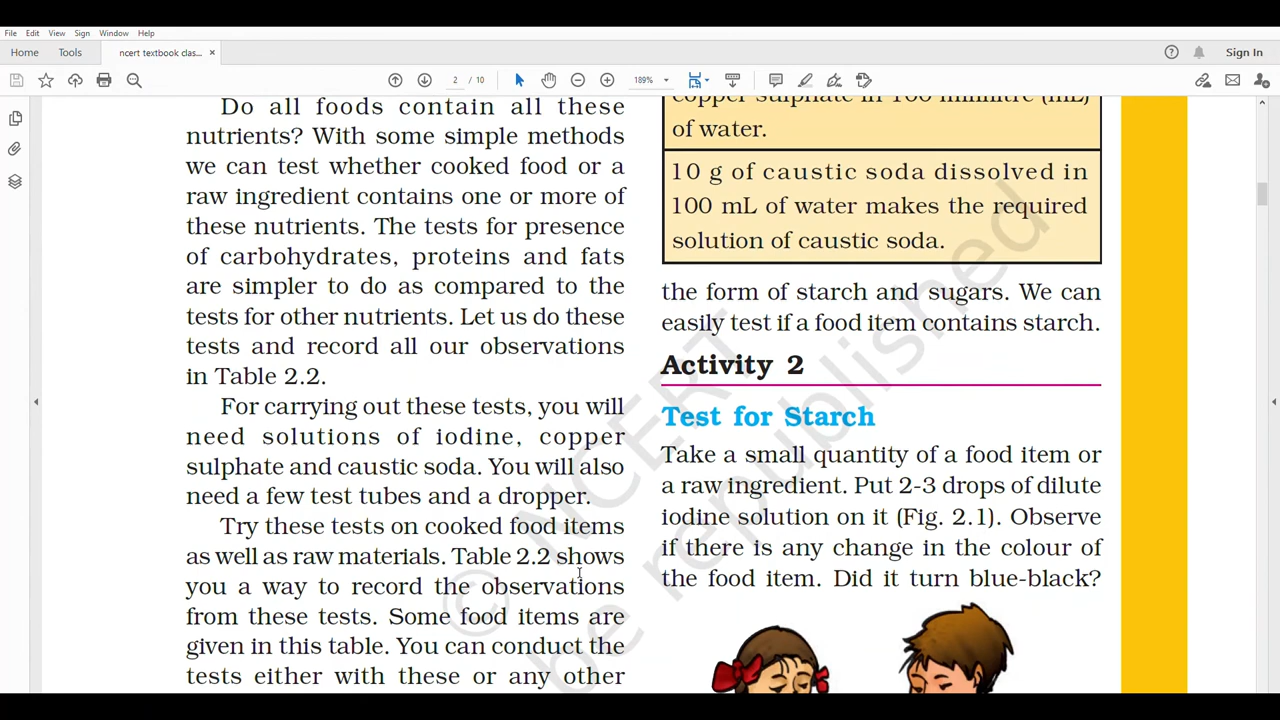 File Edit View Sign Window Help
Home Tools ncert textbook clas... × Sign In
2 / 10 189%
Do all foods contain all these
nutrients? With some simple methods
we can test whether cooked food or a
raw ingredient contains one or more of
these nutrients. The tests for presence
of carbohydrates, proteins and fats
are simpler to do as compared to the
tests for other nutrients. Let us do these
tests and record all our observations
in Table 2.2.
For carrying out these tests, you will
need solutions of iodine, copper
sulphate and caustic soda. You will also
need a few test tubes and a dropper.
Try these tests on cooked food items
as well as raw materials. Table 2.2 shows
you a way to record the observations
from these tests. Some food items are
given in this table. You can conduct the
tests either with these or any other
copper sulphate in 100 millilitre (mL)
of water.
10 g of caustic soda dissolved in
100 mL of water makes the required
solution of caustic soda.
the form of starch and sugars. We can
easily test if a food item contains starch.
Activity 2
Test for Starch
Take a small quantity of a food item or
a raw ingredient. Put 2-3 drops of dilute
iodine solution on it (Fig. 2.1). Observe
if there is any change in the colour of
the food item. Did it turn blue-black?
© NCERT
be republished